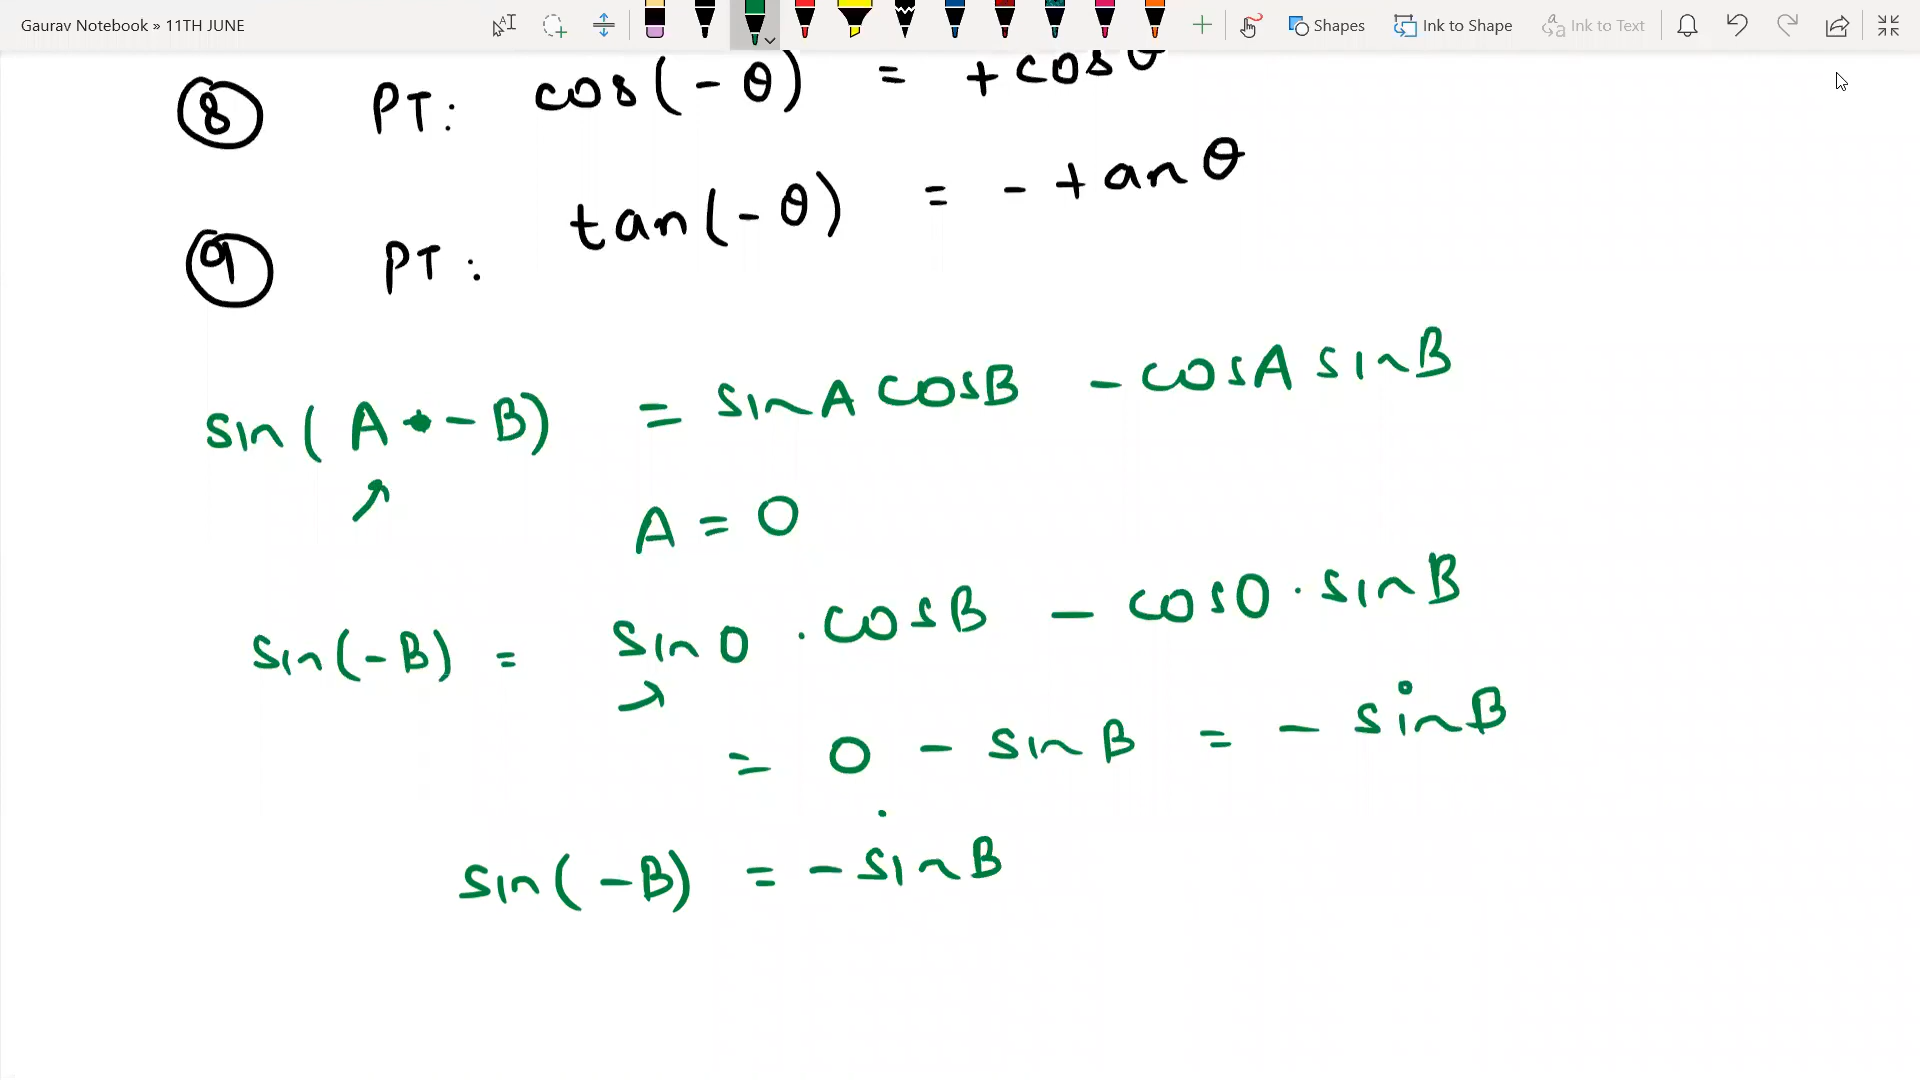 Gaurav Notebook » 11TH JUNE Shapes Ink to Shape Ink to Text
8 PT: cos(-θ) = +cosθ
9 PT: tan(-θ) = -tanθ
sin(A - B) = sinA cosB - cosA sinB
A = 0
sin(-B) = sin0 . cosB - cos0 . sinB
= 0 - sinB = - sinB
sin(-B) = - sinB